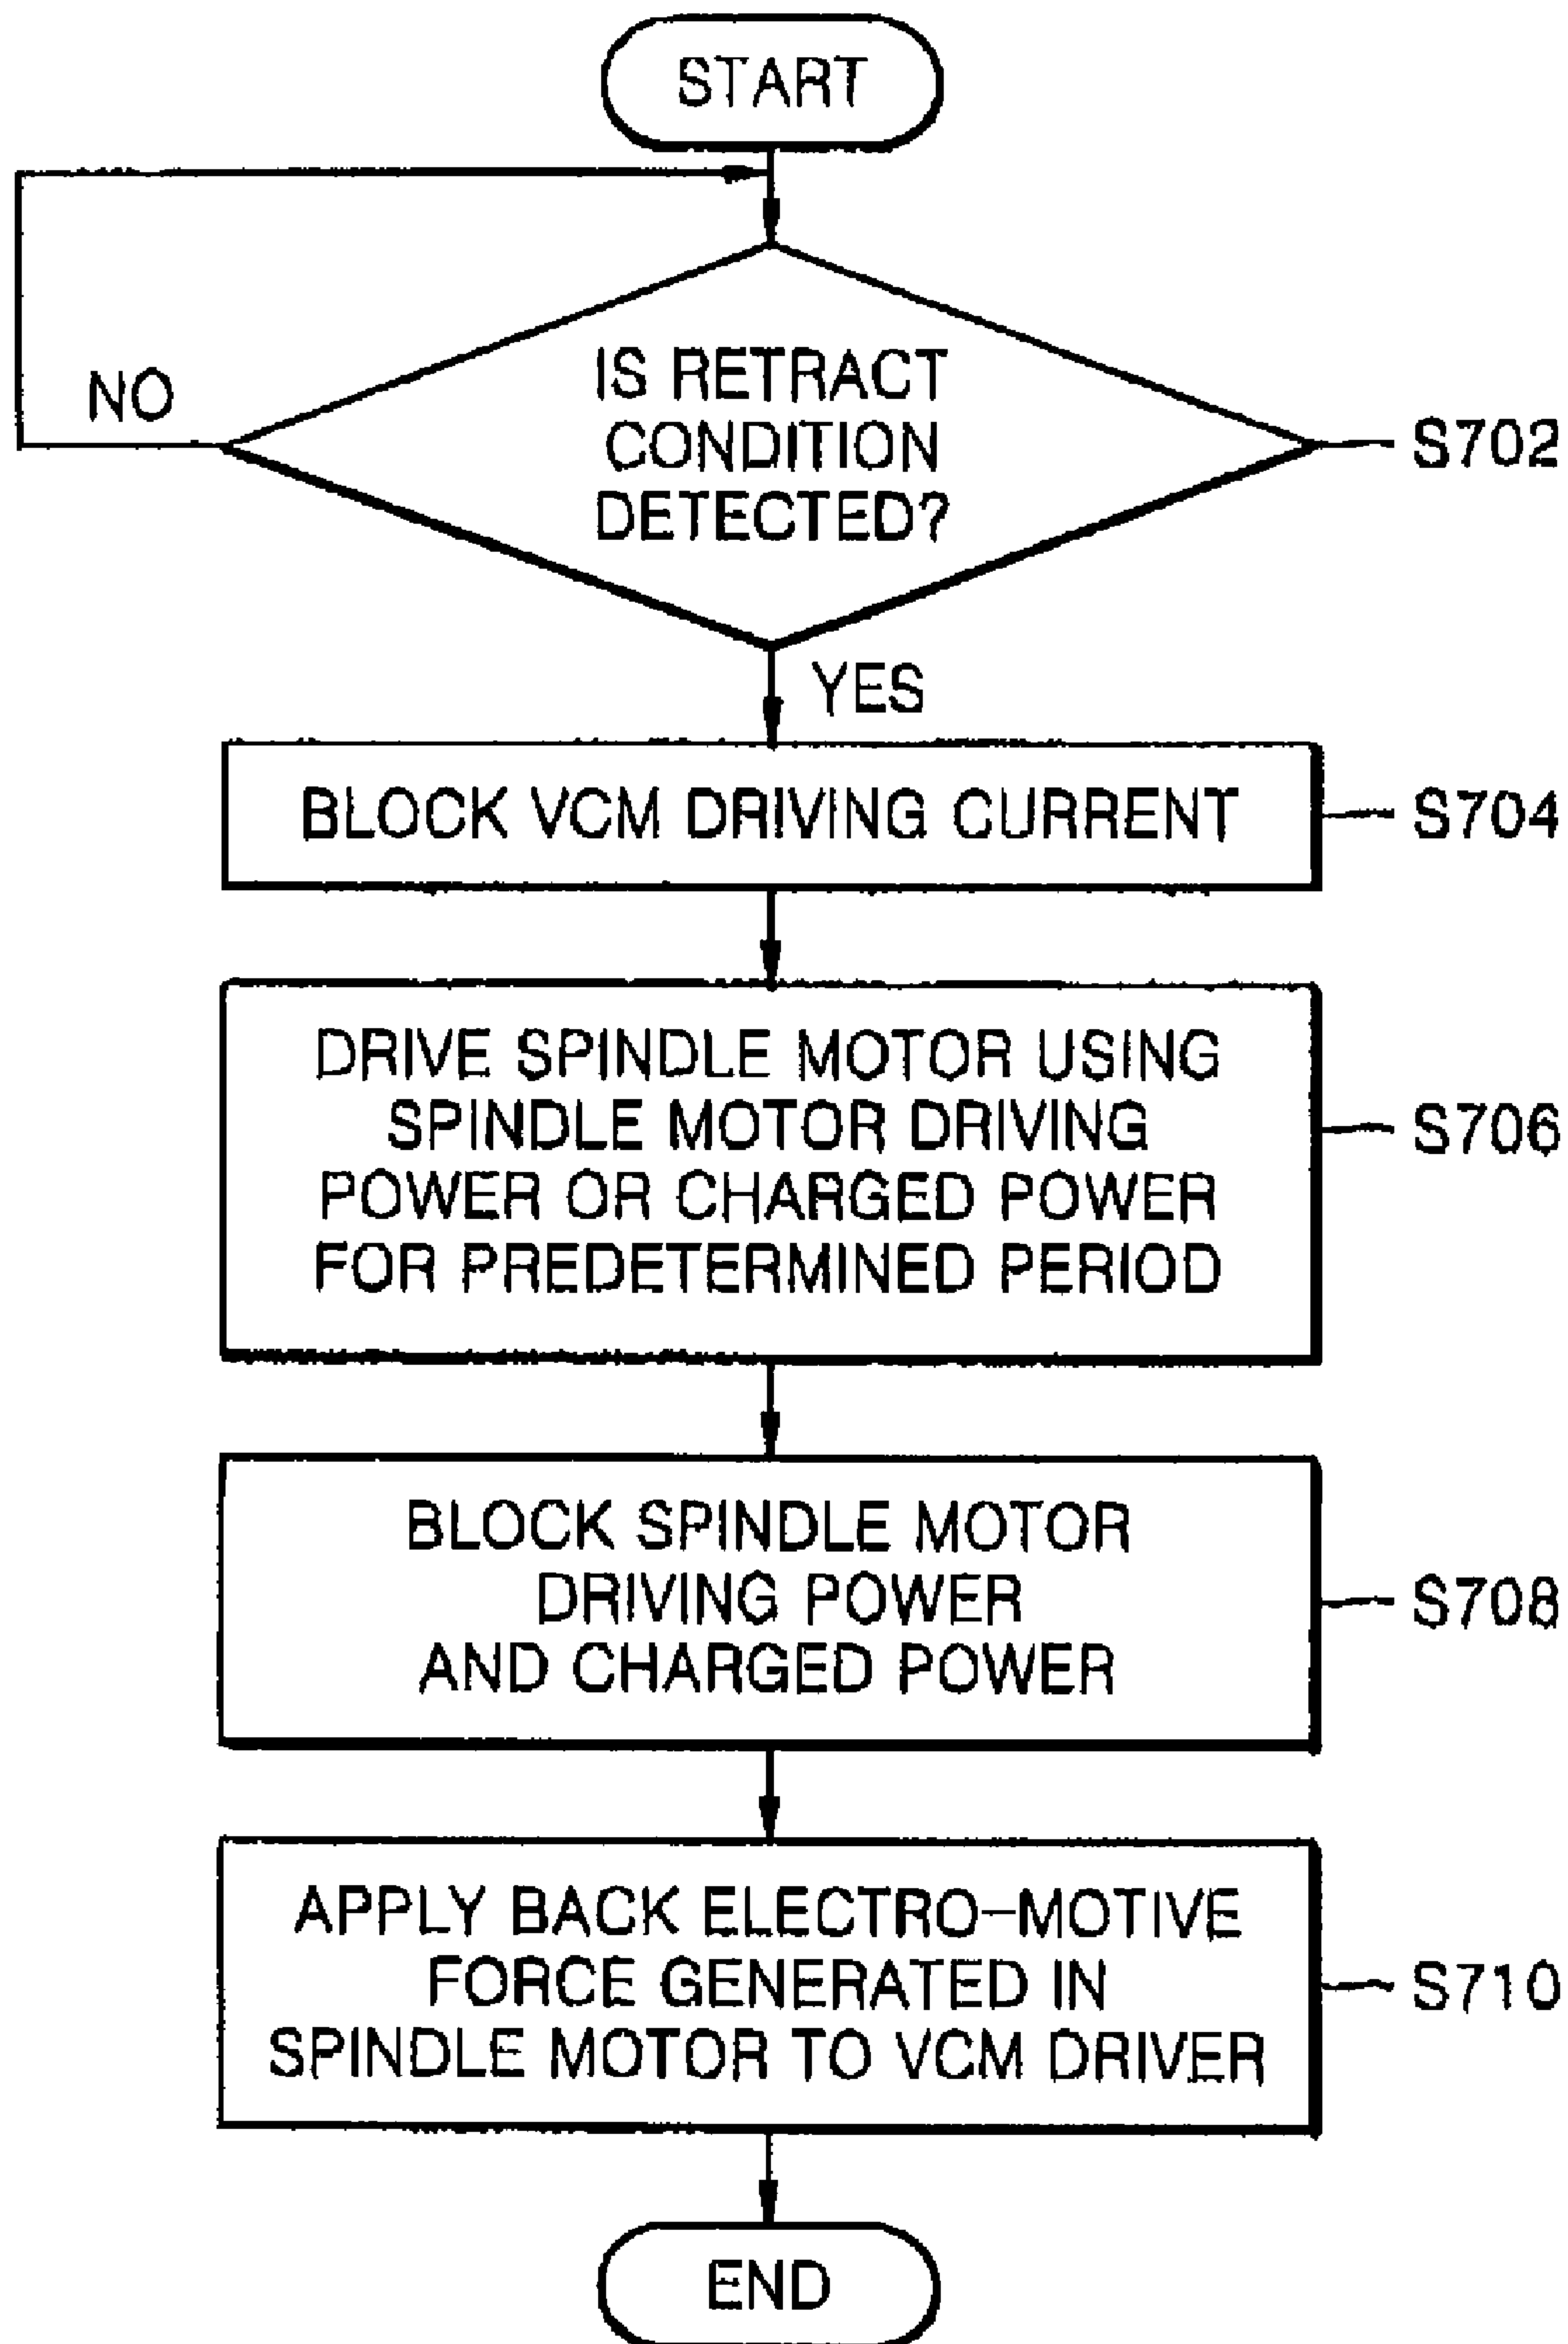 START
NO
IS RETRACT
CONDITION
DETECTED?
S702
YES
BLOCK VCM DRIVING CURRENT
S704
DRIVE SPINDLE MOTOR USING
SPINDLE MOTOR DRIVING
POWER OR CHARGED POWER
FOR PREDETERMINED PERIOD
S706
BLOCK SPINDLE MOTOR
DRIVING POWER
AND CHARGED POWER
S708
APPLY BACK ELECTRO-MOTIVE
FORCE GENERATED IN
SPINDLE MOTOR TO VCM DRIVER
S710
END